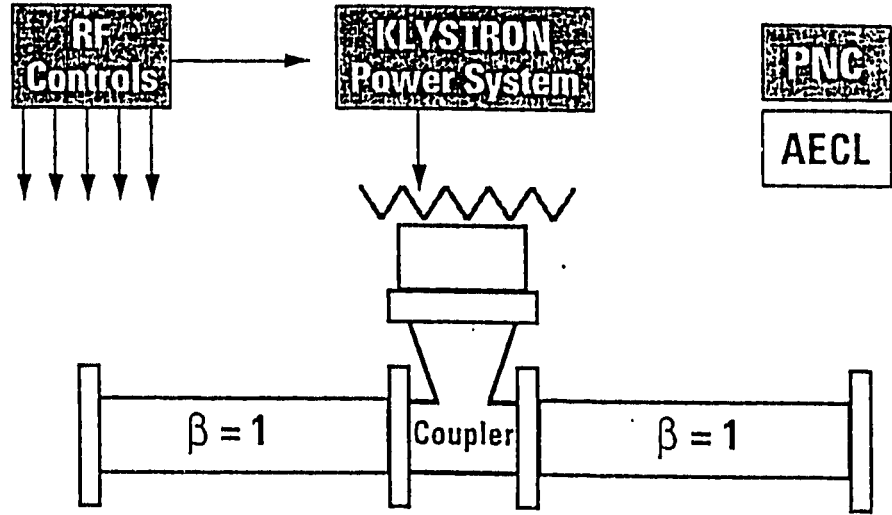 RF
Controls
KLYSTRON
Power System
PNC
AECL
β = 1
Coupler
β = 1